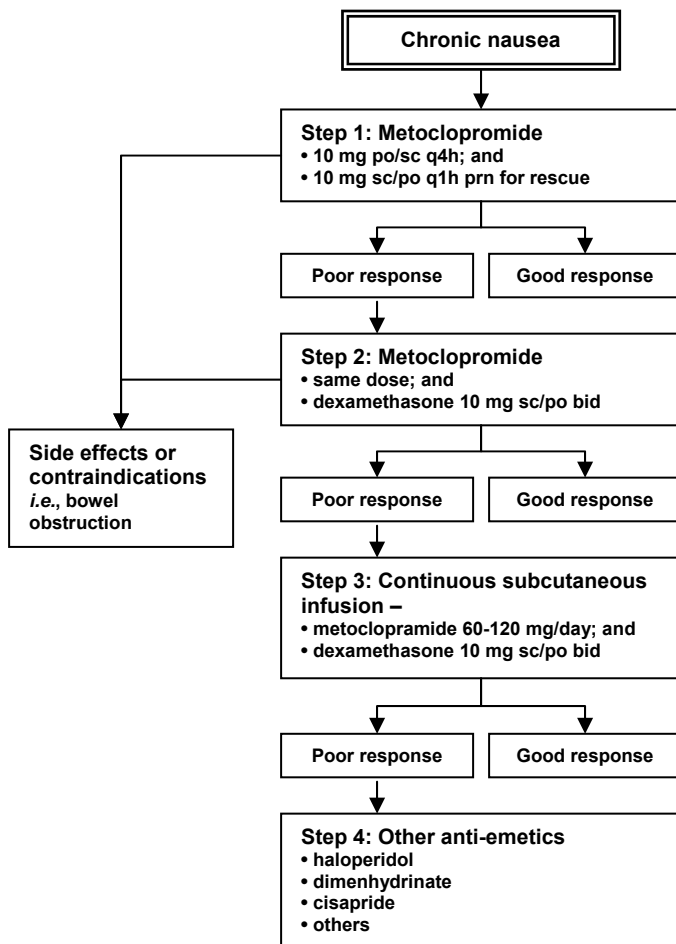 Chronic nausea
Step 1: Metoclopromide
• 10 mg po/sc q4h; and
• 10 mg sc/po q1h prn for rescue
Poor response
Good response
Step 2: Metoclopromide
• same dose; and
• dexamethasone 10 mg sc/po bid
Side effects or
contraindications
i.e., bowel
obstruction
Poor response
Good response
Step 3: Continuous subcutaneous
infusion –
• metoclopramide 60-120 mg/day; and
• dexamethasone 10 mg sc/po bid
Poor response
Good response
Step 4: Other anti-emetics
• haloperidol
• dimenhydrinate
• cisapride
• others